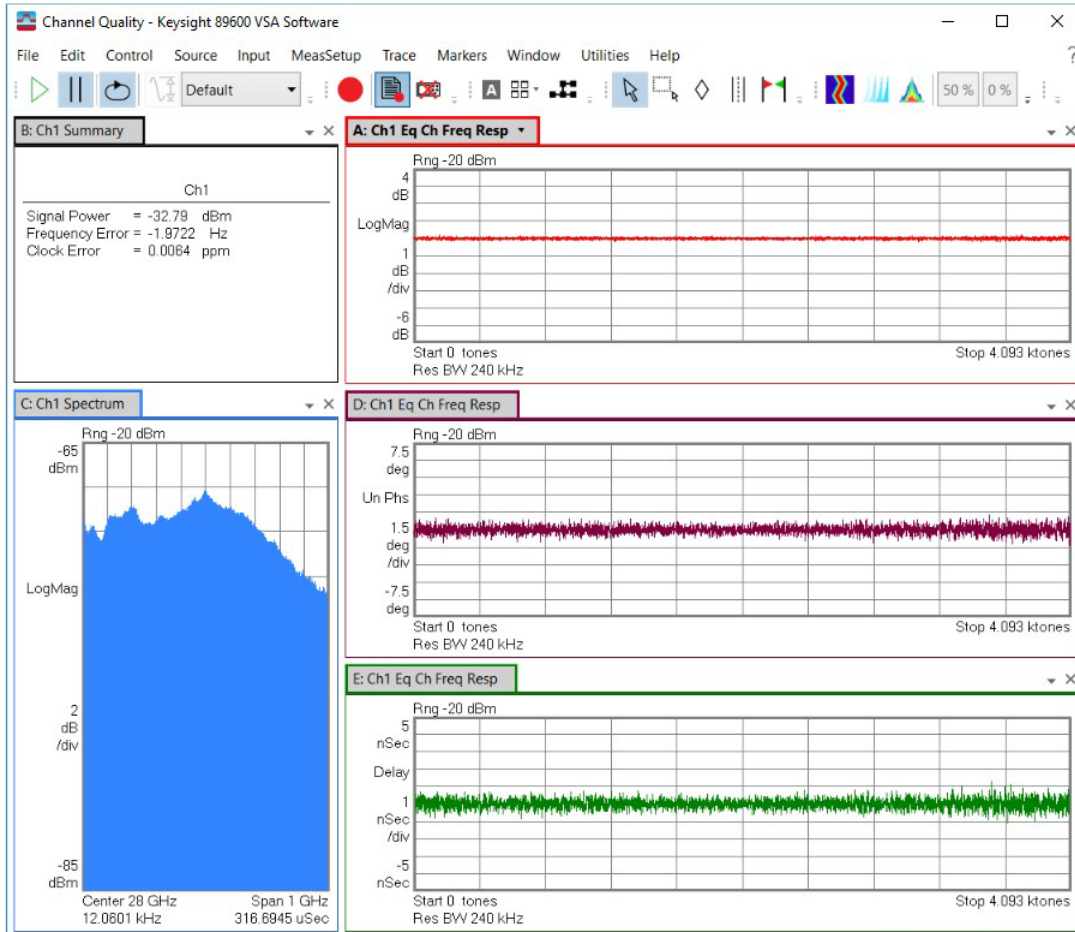 Channel Quality - Keysight 89600 VSA Software
File Edit Control Source Input MeasSetup Trace Markers Window Utilities Help ?
Default A 50 % 0 %
B: Ch1 Summary
Ch1
Signal Power = -32.79 dBm
Frequency Error = -1.9722 Hz
Clock Error = 0.0064 ppm
A: Ch1 Eq Ch Freq Resp
Rng -20 dBm
4
dB
LogMag
1
dB
/div
-6
dB
Start 0 tones Stop 4.093 ktones
Res BW 240 kHz
C: Ch1 Spectrum
Rng -20 dBm
-65
dBm
LogMag
2
dB
/div
-85
dBm
Center 28 GHz Span 1 GHz
12.0601 kHz 316.6945 uSec
D: Ch1 Eq Ch Freq Resp
Rng -20 dBm
7.5
deg
Un Phs
1.5
deg
/div
-7.5
deg
Start 0 tones Stop 4.093 ktones
Res BW 240 kHz
E: Ch1 Eq Ch Freq Resp
Rng -20 dBm
5
nSec
Delay
1
nSec
/div
-5
nSec
Start 0 tones Stop 4.093 ktones
Res BW 240 kHz